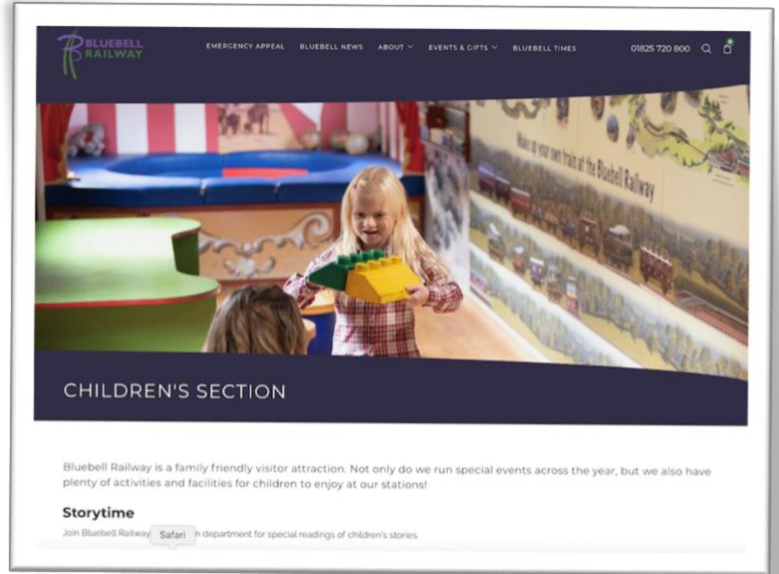 BLUEBELL
RAILWAY
EMERGENCY APPEAL
BLUEBELL NEWS
ABOUT
EVENTS & GIFTS
BLUEBELL TIMES
01825 720 800
Make up your own train at the Bluebell Railway
CHILDREN'S SECTION
Bluebell Railway is a family friendly visitor attraction. Not only do we run special events across the year, but we also have
plenty of activities and facilities for children to enjoy at our stations!
Storytime
Join Bluebell Railway Safari n department for special readings of children's stories.